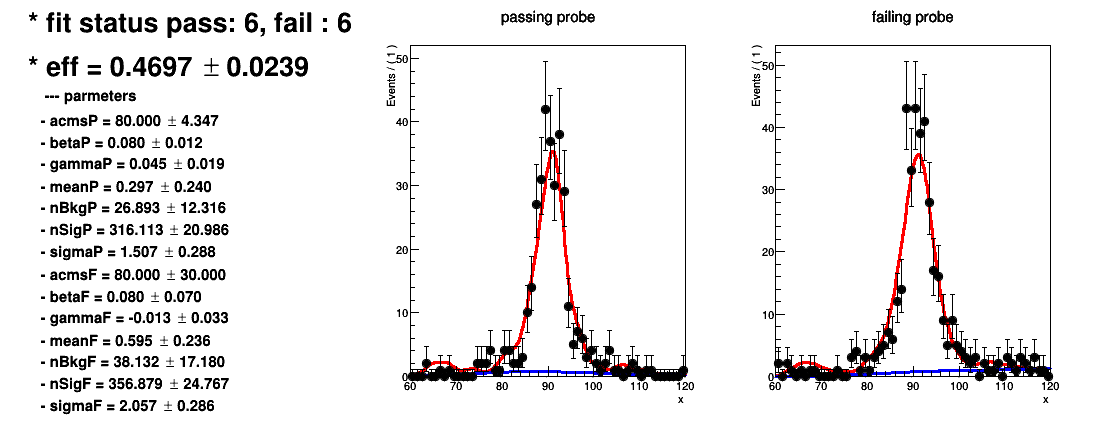 * fit status pass: 6, fail : 6
* eff = 0.4697 ± 0.0239
--- parmeters
- acmsP = 80.000 ± 4.347
- betaP = 0.080 ± 0.012
- gammaP = 0.045 ± 0.019
- meanP = 0.297 ± 0.240
- nBkgP = 26.893 ± 12.316
- nSigP = 316.113 ± 20.986
- sigmaP = 1.507 ± 0.288
- acmsF = 80.000 ± 30.000
- betaF = 0.080 ± 0.070
- gammaF = -0.013 ± 0.033
- meanF = 0.595 ± 0.236
- nBkgF = 38.132 ± 17.180
- nSigF = 356.879 ± 24.767
- sigmaF = 2.057 ± 0.286
passing probe
Events / ( 1 )
50
40
30
20
10
0
60 70 80 90 100 110 120
x
failing probe
Events / ( 1 )
50
40
30
20
10
0
60 70 80 90 100 110 120
x